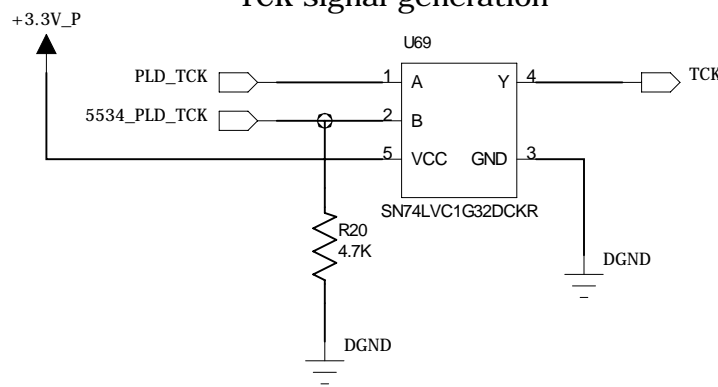 TCK signal generation
+3.3V_P
U69
PLD_TCK
1 A Y 4
TCK
5534_PLD_TCK
2 B
5 VCC GND 3
SN74LVC1G32DCKR
R20
4.7K
DGND
DGND